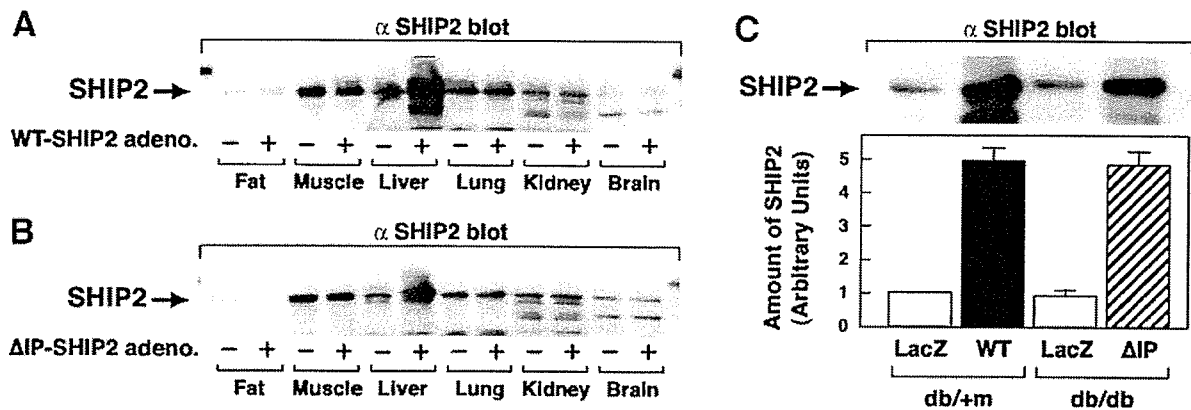 A
α SHIP2 blot
SHIP2
WT-SHIP2 adeno. – + – + – + – + – + – +
Fat Muscle Liver Lung Kidney Brain
B
α SHIP2 blot
SHIP2
ΔIP-SHIP2 adeno. – + – + – + – + – + – +
Fat Muscle Liver Lung Kidney Brain
C
α SHIP2 blot
SHIP2
Amount of SHIP2
(Arbitrary Units)
5
4
3
2
1
0
LacZ WT LacZ ΔIP
db/+m db/db